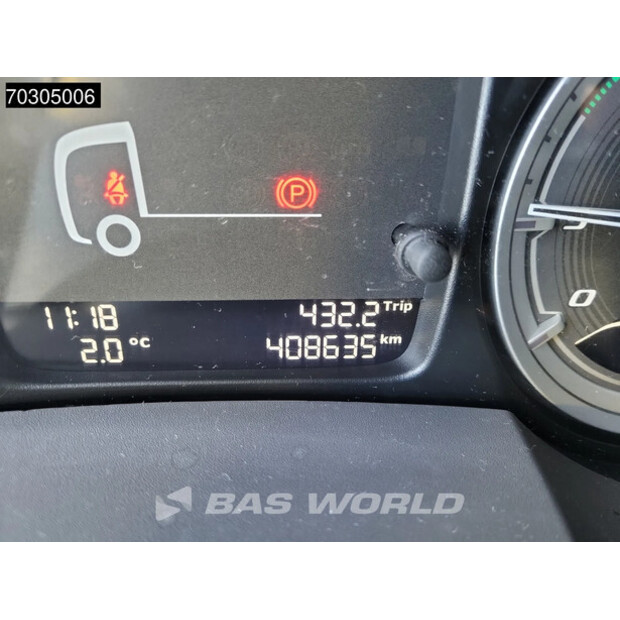 70305006
P
11:18 432.2 Trip
2.0 °C 408635 km
0
BAS WORLD